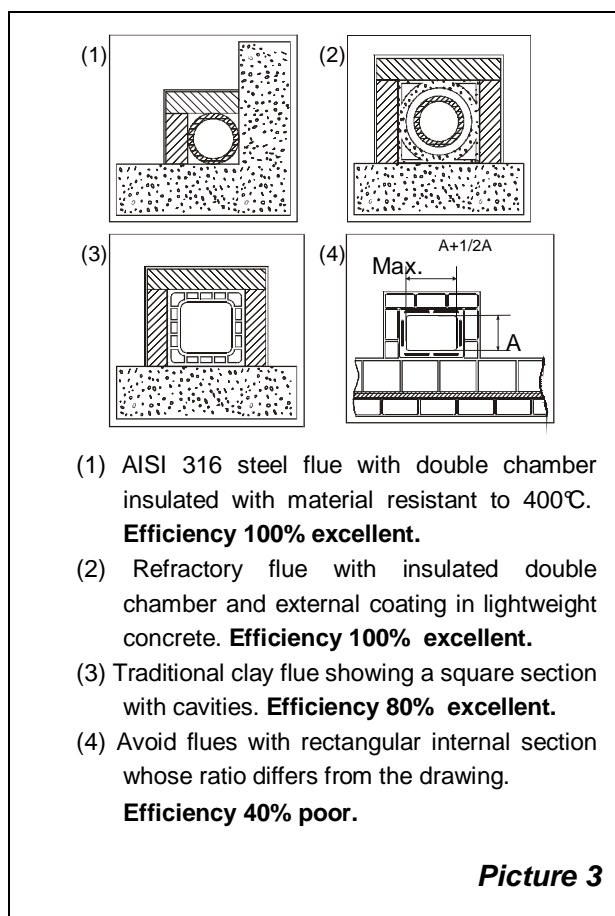 (1)
(2)
(3)
(4)
A+1/2A
Max.
A
(1) AISI 316 steel flue with double chamber
insulated with material resistant to 400°C.
Efficiency 100% excellent.
(2) Refractory flue with insulated double
chamber and external coating in lightweight
concrete. Efficiency 100% excellent.
(3) Traditional clay flue showing a square section
with cavities. Efficiency 80% excellent.
(4) Avoid flues with rectangular internal section
whose ratio differs from the drawing.
Efficiency 40% poor.
Picture 3